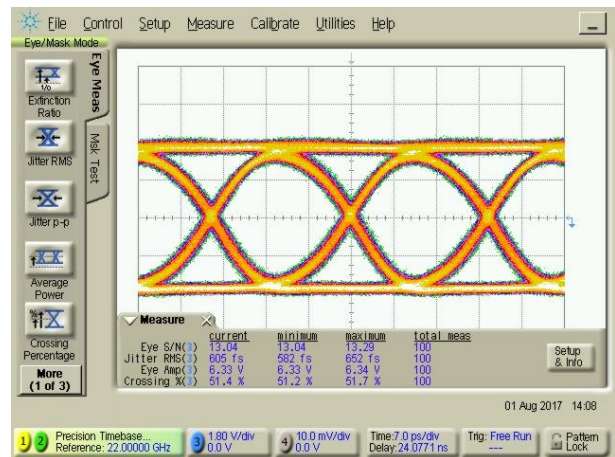 File Control Setup Measure Calibrate Utilities Help
Eye/Mask Mode
Eye Meas
Msk Test
1/0
Extinction
Ratio
Jitter RMS
Jitter p-p
Average
Power
Crossing
Percentage
More
(1 of 3)
Measure
current minimum maximum total meas
Eye S/N(3) 13.04 13.04 13.29 100
Jitter RMS(3) 605 fs 582 fs 652 fs 100
Eye Amp(3) 6.33 V 6.33 V 6.34 V 100
Crossing %(3) 51.4 % 51.2 % 51.7 % 100
Setup
& Info
01 Aug 2017 14:08
1 2 Precision Timebase...
Reference: 22.00000 GHz
3 1.80 V/div
0.0 V
4 10.0 mV/div
0.0 V
Time:7.0 ps/div
Delay:24.0771 ns
Trig: Free Run
---
Pattern
Lock